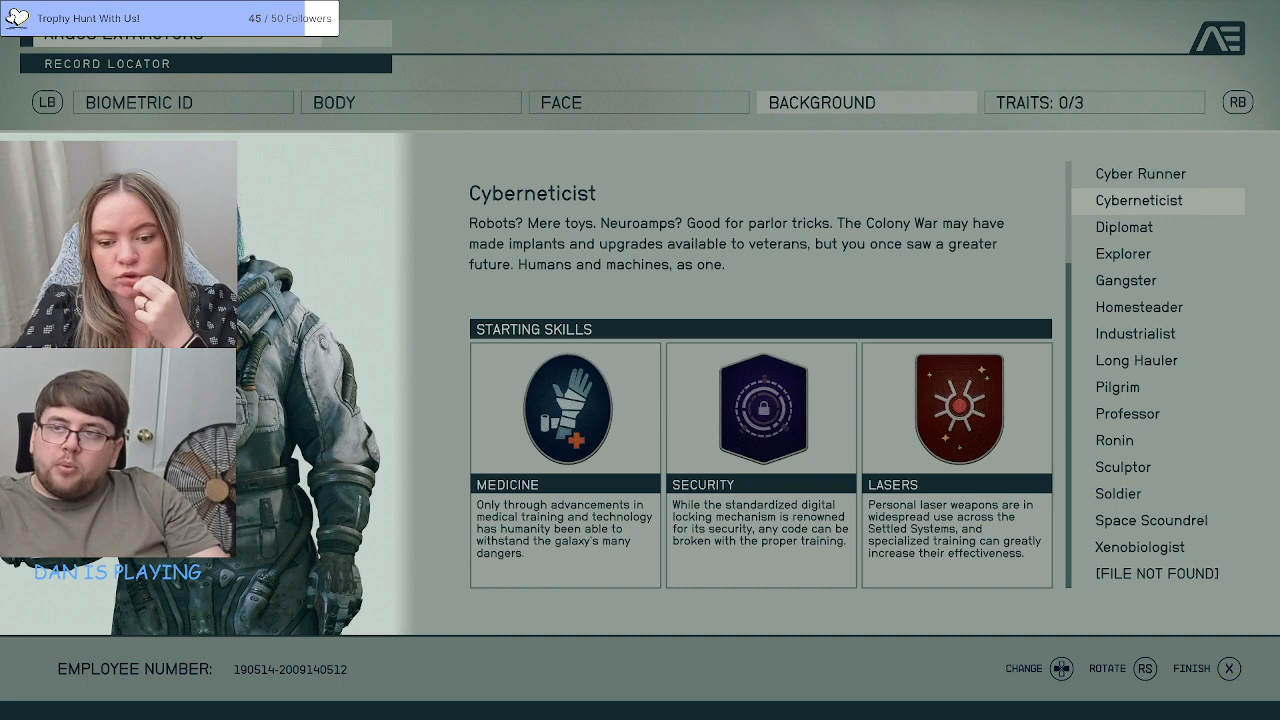 Trophy Hunt With Us!
45 / 50 Followers
ARGOS EXTRACTORS
RECORD LOCATOR
LB
BIOMETRIC ID
BODY
FACE
BACKGROUND
TRAITS: 0/3
RB
Cyberneticist
Robots? Mere toys. Neuroamps? Good for parlor tricks. The Colony War may have
made implants and upgrades available to veterans, but you once saw a greater
future. Humans and machines, as one.
STARTING SKILLS
MEDICINE
Only through advancements in
medical training and technology
has humanity been able to
withstand the galaxy's many
dangers.
SECURITY
While the standardized digital
locking mechanism is renowned
for its security, any code can be
broken with the proper training.
LASERS
Personal laser weapons are in
widespread use across the
Settled Systems, and
specialized training can greatly
increase their effectiveness.
Cyber Runner
Cyberneticist
Diplomat
Explorer
Gangster
Homesteader
Industrialist
Long Hauler
Pilgrim
Professor
Ronin
Sculptor
Soldier
Space Scoundrel
Xenobiologist
[FILE NOT FOUND]
DAN IS PLAYING
EMPLOYEE NUMBER: 190514-2009140512
CHANGE
ROTATE RS
FINISH X